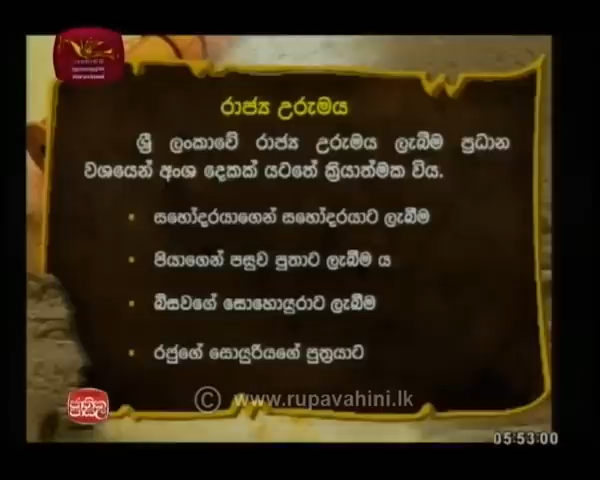 රාජ්‍ය උරුමය
ශ්‍රී ලංකාවේ රාජ්‍ය උරුමය ලැබීම ප්‍රධාන
වශයෙන් අංශ දෙකක් යටතේ ක්‍රියාත්මක විය.
• සහෝදරයාගෙන් සහෝදරයාට ලැබීම
• පියාගෙන් පසුව පුතාට ලැබීම ය
• බිසවගේ සොහොයුරාට ලැබීම
• රජුගේ සොයුරියගේ පුත්‍රයාට
ජාතික
© www.rupavahini.lk
05:53:00